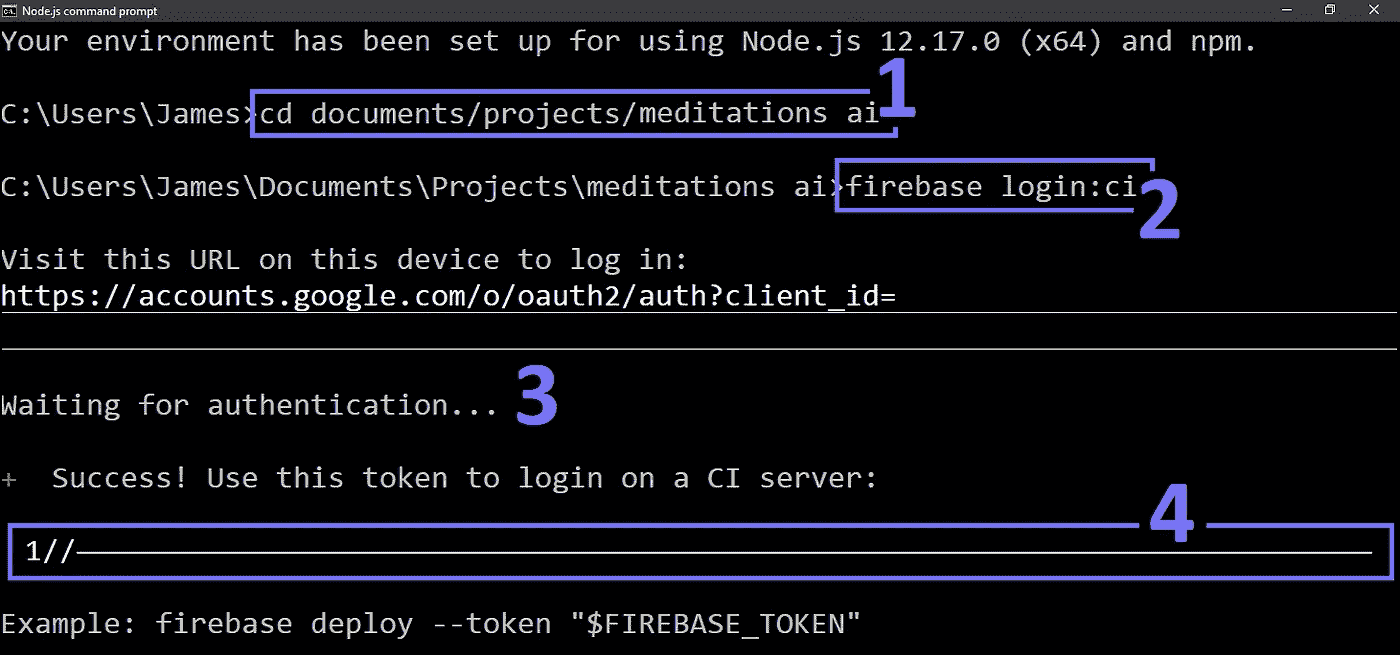 Node.js command prompt
Your environment has been set up for using Node.js 12.17.0 (x64) and npm.
1
C:\Users\James>cd documents/projects/meditations ai
C:\Users\James\Documents\Projects\meditations ai>firebase login:ci
2
Visit this URL on this device to log in:
https://accounts.google.com/o/oauth2/auth?client_id=
Waiting for authentication... 3
+ Success! Use this token to login on a CI server:
4
1//
Example: firebase deploy --token "$FIREBASE_TOKEN"